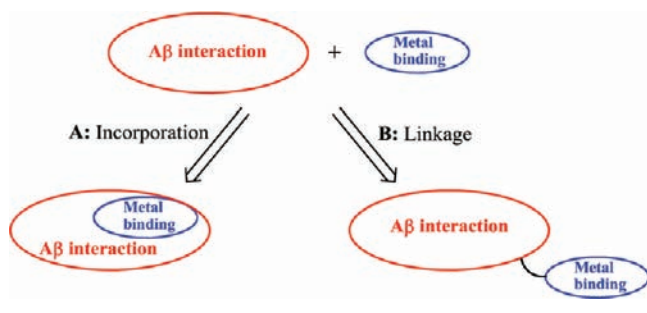 Aβ interaction
+
Metal
binding
A: Incorporation
B: Linkage
Metal
binding
Aβ interaction
Aβ interaction
Metal
binding